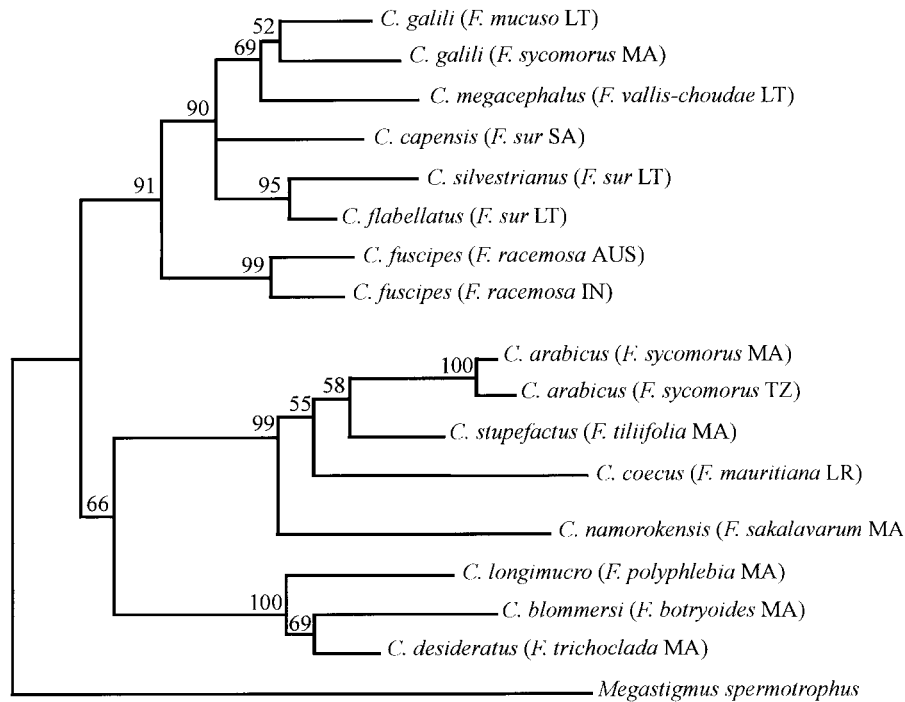 52
C. galili (F. mucuso LT)
69
C. galili (F. sycomorus MA)
C. megacephalus (F. vallis-choudae LT)
90
C. capensis (F. sur SA)
91
95
C. silvestrianus (F. sur LT)
C. flabellatus (F. sur LT)
99
C. fuscipes (F. racemosa AUS)
C. fuscipes (F. racemosa IN)
100
C. arabicus (F. sycomorus MA)
58
C. arabicus (F. sycomorus TZ)
55
99
C. stupefactus (F. tiliifolia MA)
C. coecus (F. mauritiana LR)
66
C. namorokensis (F. sakalavarum MA
C. longimucro (F. polyphlebia MA)
100
69
C. blommersi (F. botryoides MA)
C. desideratus (F. trichoclada MA)
Megastigmus spermotrophus